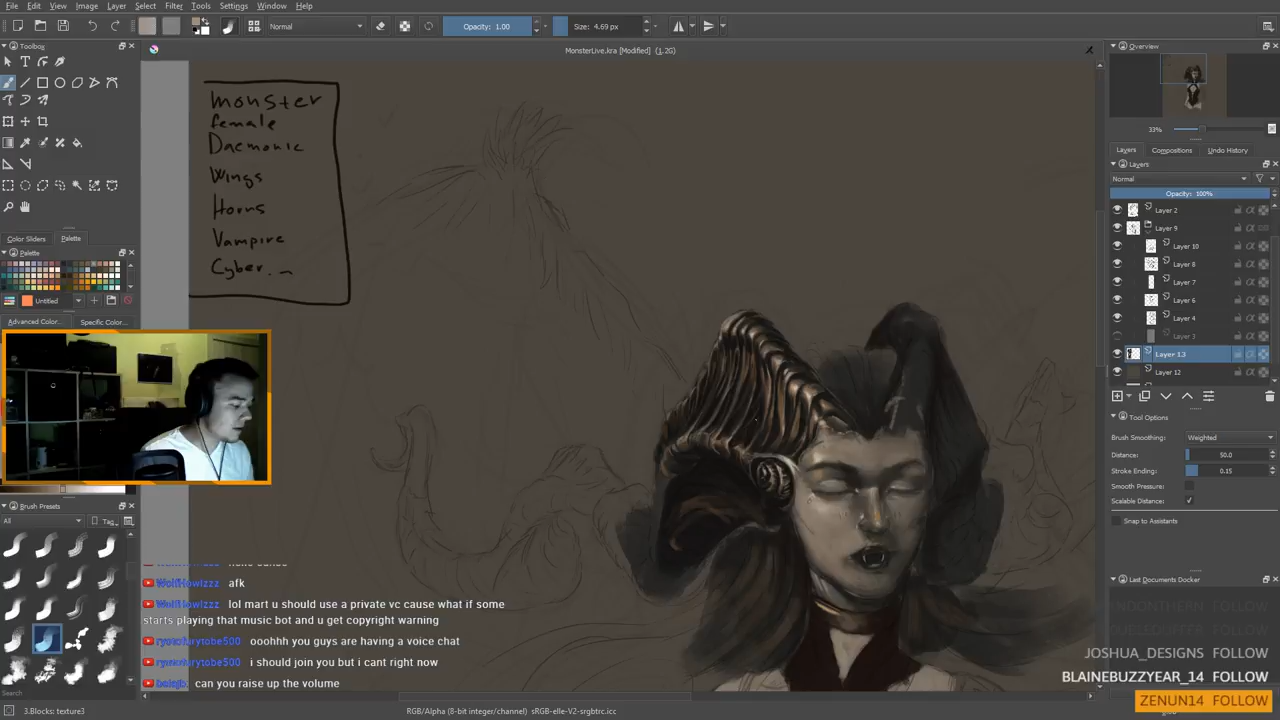 File Edit View Image Layer Select Filter Tools Settings Window Help
Normal Opacity: 1.00 Size: 4.69 px
MonsterLive.kra [Modified] (1.2G)
Toolbox
Overview
monster
female
Daemonic
Wings
Horns
Vampire
Cyber.
33%
Layers Compositions Undo History
Layers
Normal
Opacity: 100%
Layer 2
Layer 9
Layer 10
Layer 8
Layer 7
Layer 6
Layer 4
Layer 3
Layer 12
Color Sliders Palette
Palette
Untitled
Advanced Color... Specific Color...
Tool Options
Brush Smoothing: Weighted
Distance: 50.0
Stroke Ending: 0.15
Smooth Pressure:
Scalable Distance:
Snap to Assistants
Brush Presets
All Tag
Search
WolfHowizzz afk
WolfHowizzz lol mart u should use a private vc cause what if some
starts playing that music bot and u get copyright warning
ooohhh you guys are having a voice chat
i should join you but i cant right now
can you raise up the volume
Last Documents Docker
FOLLOW
FOLLOW
JOSHUA_DESIGNS FOLLOW
BLAINEBUZZYEAR_14 FOLLOW
ZENUN14 FOLLOW
3.Blocks: texture3
RGB/Alpha (8-bit integer/channel) sRGB-elle-V2-srgbtrc.icc